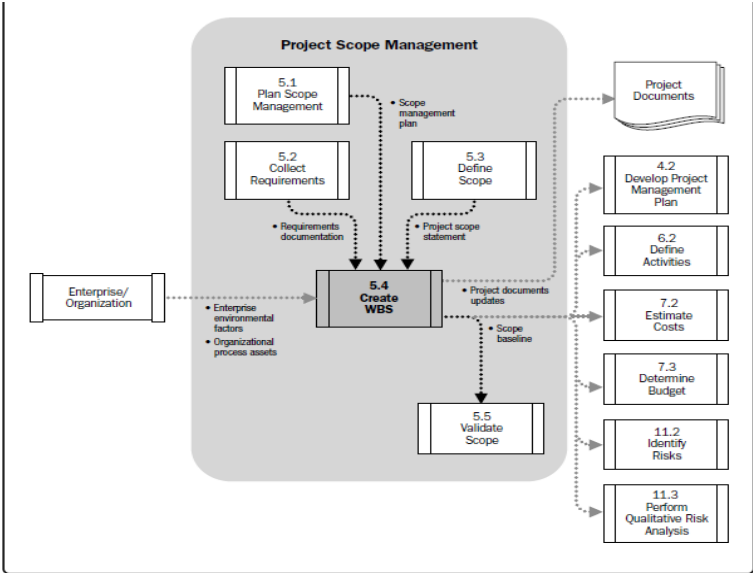 Project Scope Management
5.1
Plan Scope
Management
• Scope
management
plan
Project
Documents
5.2
Collect
Requirements
5.3
Define
Scope
4.2
Develop Project
Management
Plan
• Requirements
documentation
• Project scope
statement
6.2
Define
Activities
Enterprise/
Organization
5.4
Create
WBS
• Project documents
updates
• Enterprise
environmental
factors
• Organizational
process assets
• Scope
baseline
7.2
Estimate
Costs
7.3
Determine
Budget
5.5
Validate
Scope
11.2
Identify
Risks
11.3
Perform
Qualitative Risk
Analysis